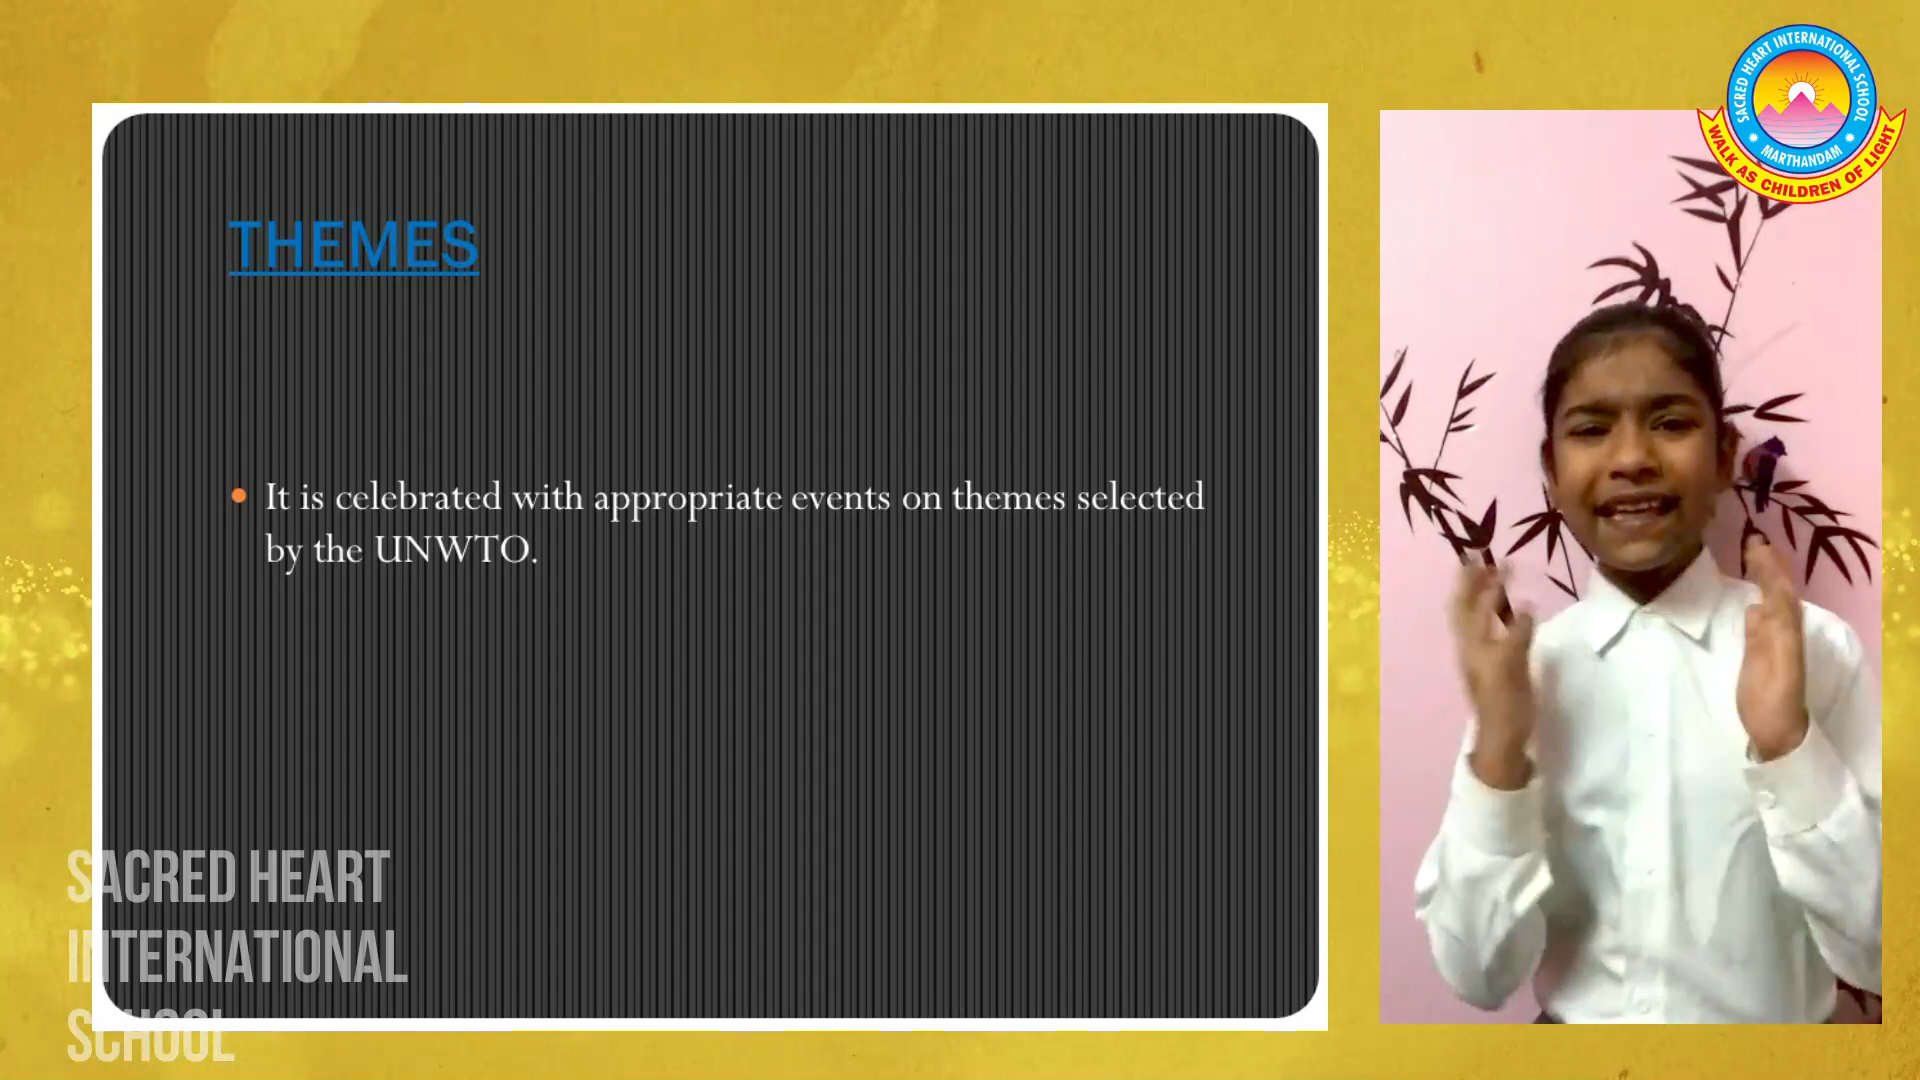 THEMES
It is celebrated with appropriate events on themes selected
by the UNWTO.
SACRED HEART INTERNATIONAL SCHOOL
MARTHANDAM
WALK AS CHILDREN OF LIGHT
SACRED HEART
INTERNATIONAL
SCHOOL